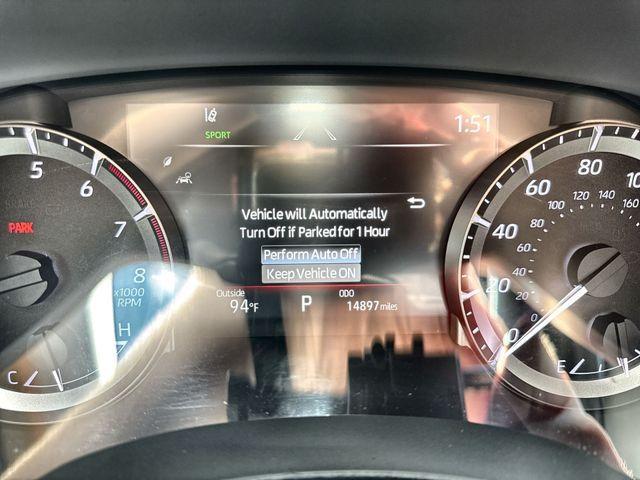 SPORT
1:51
Vehicle will Automatically
Turn Off if Parked for 1 Hour
Perform Auto Off
Keep Vehicle ON
Outside
94°F
P
ODO
14897 miles
BRAKE
PARK
5
6
7
8
x1000
RPM
H
C
0
20
40
60
80
0
20
40
60
80
100
120
140
160
E